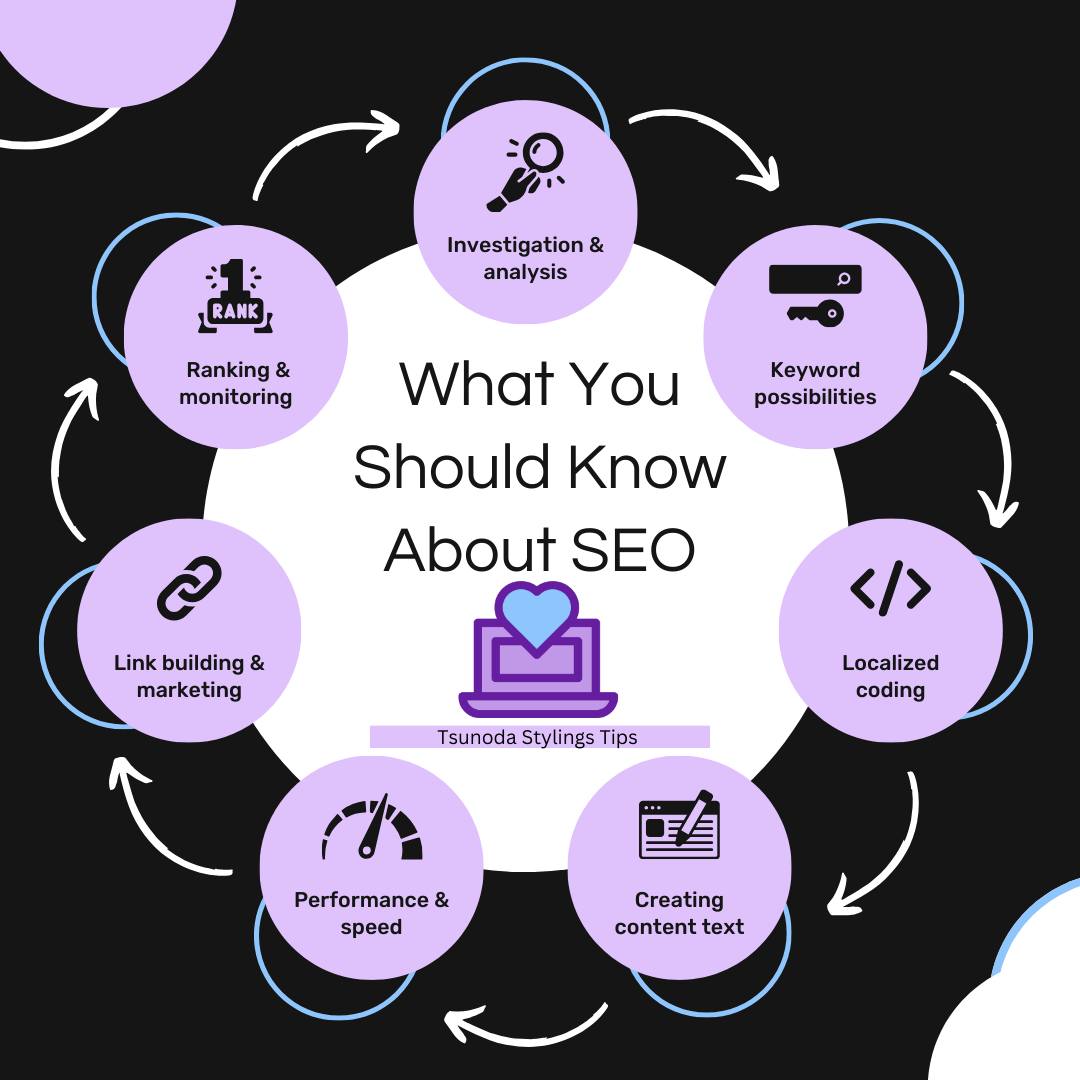 What You
Should Know
About SEO
Tsunoda Stylings Tips
Investigation &
analysis
Keyword
possibilities
Localized
coding
Creating
content text
Performance &
speed
Link building &
marketing
RANK
1
Ranking &
monitoring